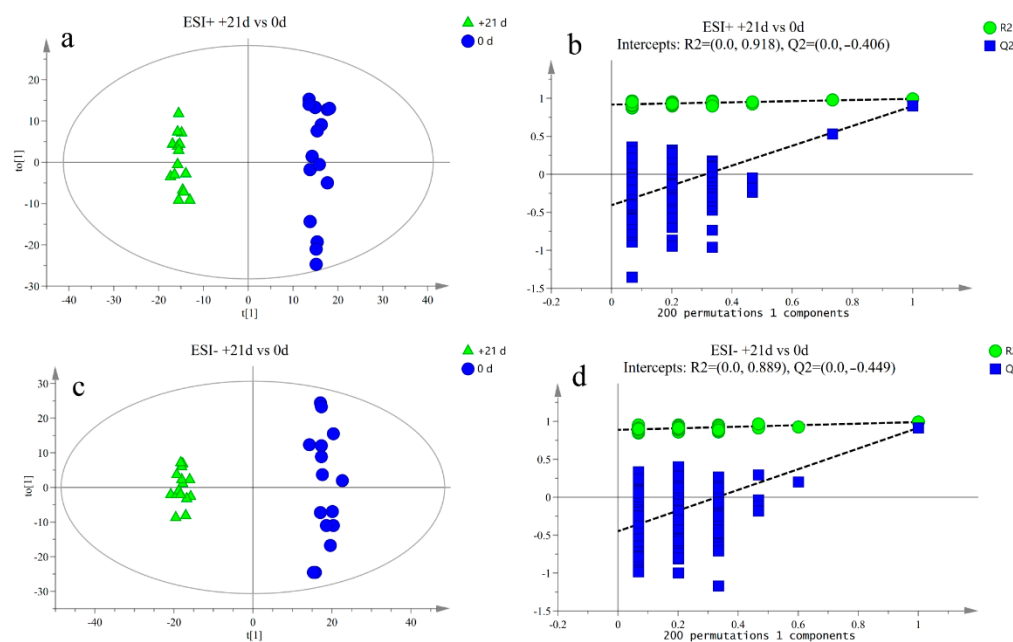 a
ESI+ +21d vs 0d
+21 d
0 d
to[1]
20
10
0
-10
-20
-30
-40
-20
0
20
40
t[1]
b
ESI+ +21d vs 0d
Intercepts: R2=(0.0, 0.918), Q2=(0.0, -0.406)
R2
Q2
1.5
1
0.5
0
-0.5
-1
-1.5
-0.2
0
0.2
0.4
0.6
0.8
1
200 permutations 1 components
c
ESI- +21d vs 0d
+21 d
0 d
to[1]
30
20
10
0
-10
-20
-30
-40
-20
0
20
40
t[1]
d
ESI- +21d vs 0d
Intercepts: R2=(0.0, 0.889), Q2=(0.0, -0.449)
1.5
1
0.5
0
-0.5
-1
-1.5
-0.2
0
0.2
0.4
0.6
0.8
1
200 permutations 1 components